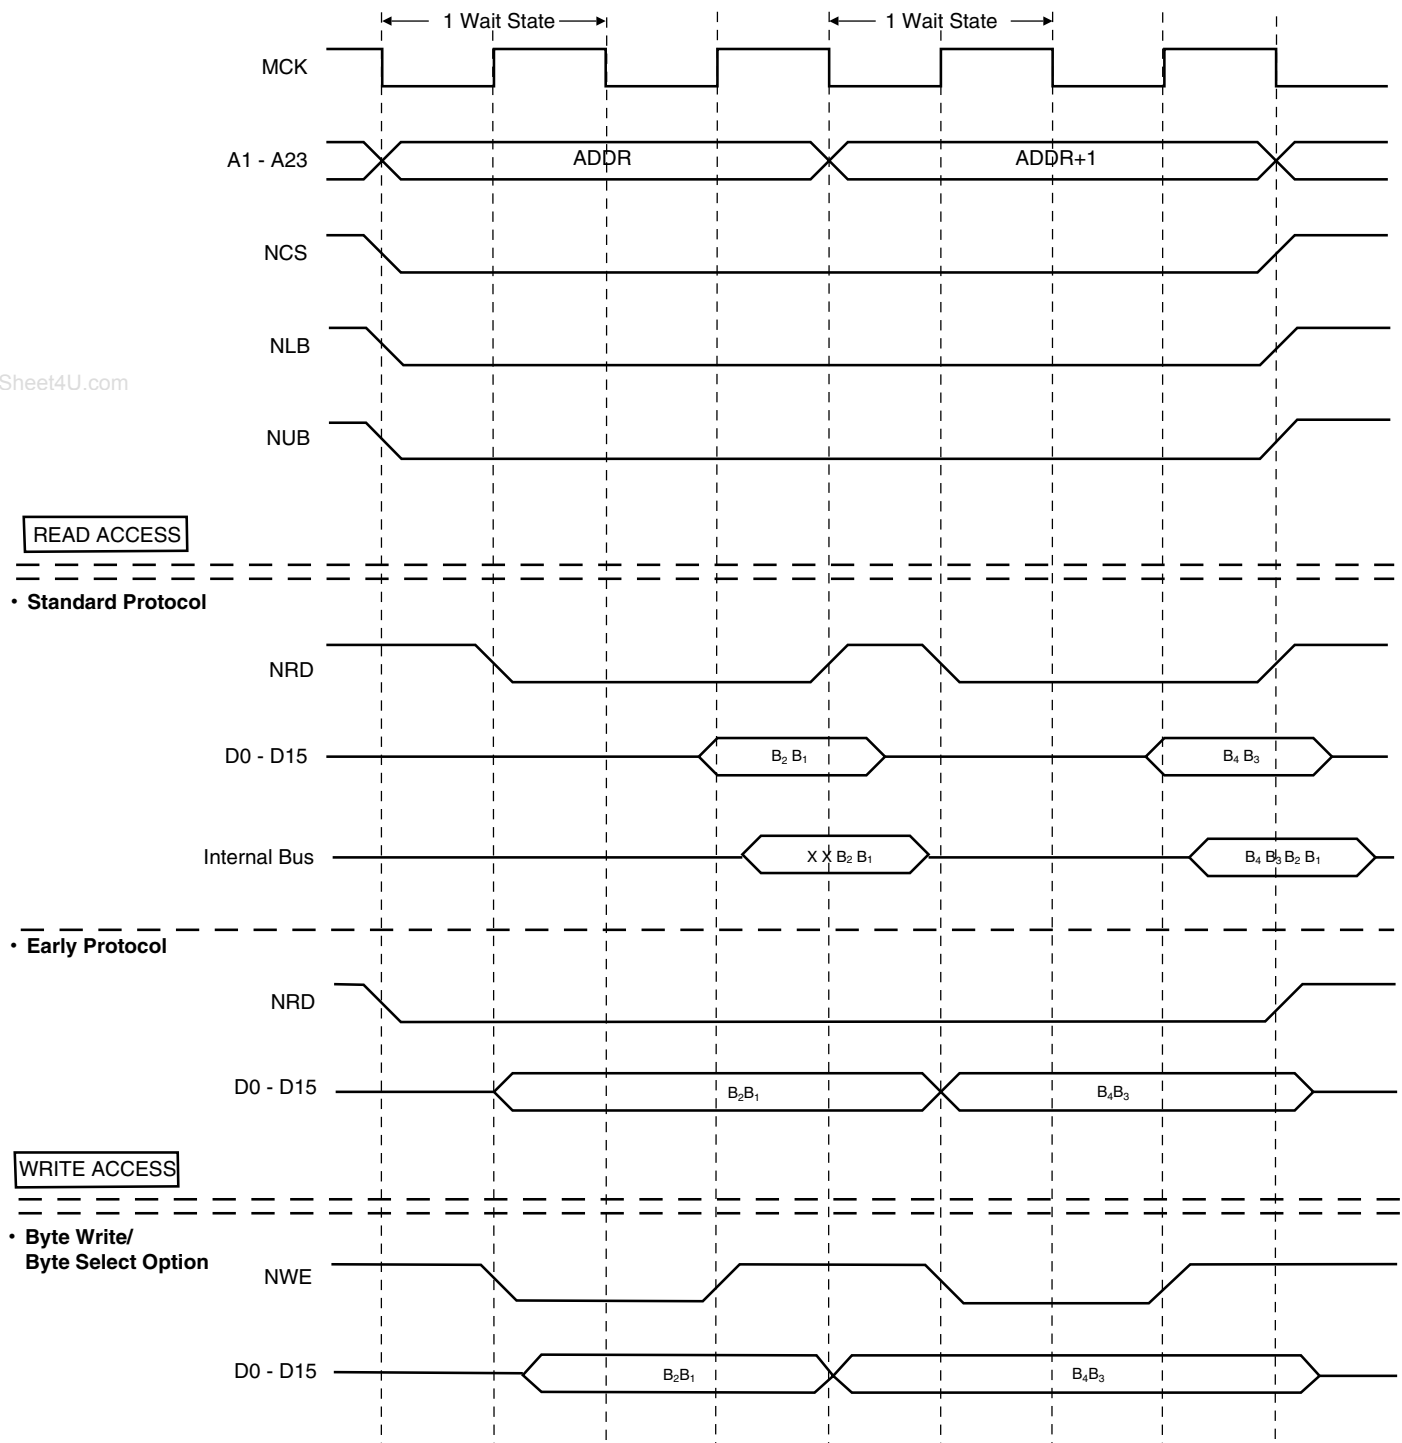 1 Wait State 1 Wait State
MCK
A1 - A23 ADDR ADDR+1
NCS
NLB
Sheet4U.com
NUB
READ ACCESS
• Standard Protocol
NRD
D0 - D15 B2 B1 B4 B3
Internal Bus X X B2 B1 B4 B3 B2 B1
• Early Protocol
NRD
D0 - D15 B2B1 B4B3
WRITE ACCESS
• Byte Write/
Byte Select Option
NWE
D0 - D15 B2B1 B4B3